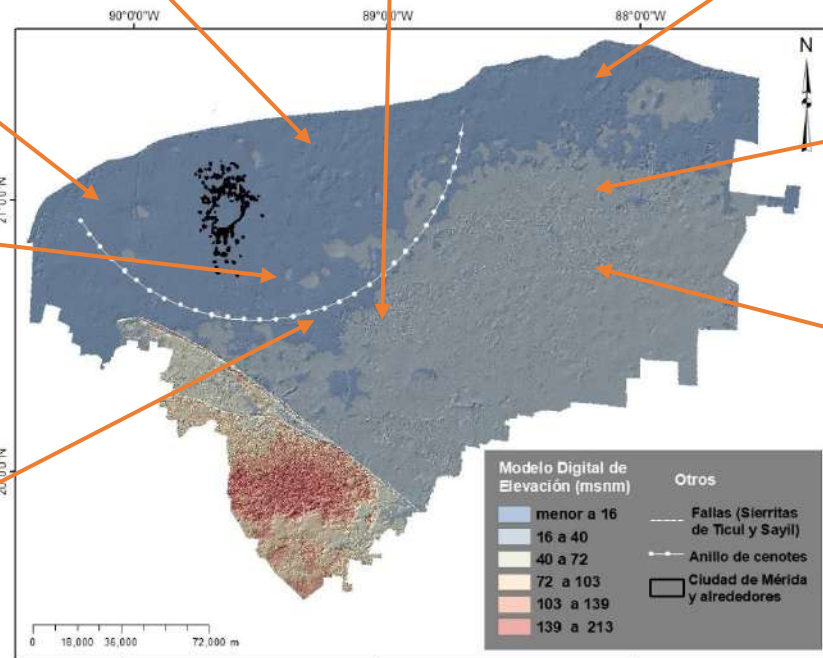 90°0'0"W 89°0'0"W 88°0'0"W
N
21°0'0"N
20°0'0"N
Modelo Digital de
Elevación (msnm)
menor a 16
16 a 40
40 a 72
72 a 103
103 a 139
139 a 213
Otros
Fallas (Sierritas
de Ticul y Sayil)
Anillo de cenotes
Ciudad de Mérida
y alrededores
0 18,000 36,000 72,000 m